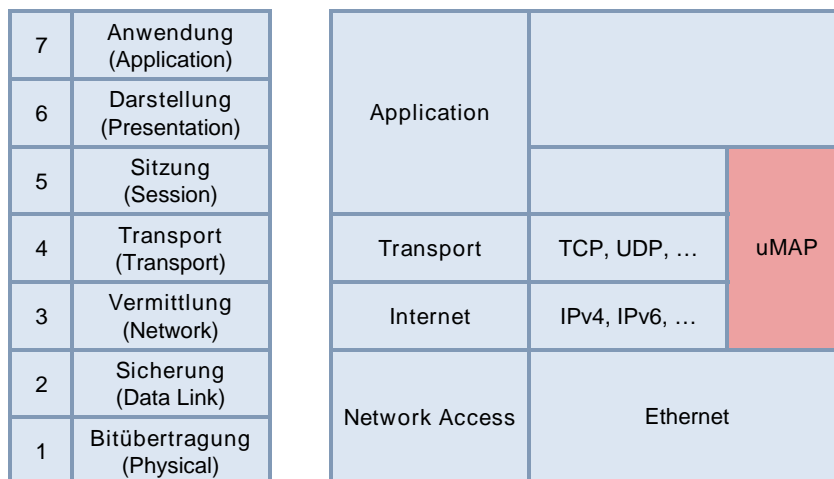 7
Anwendung
(Application)
6
Darstellung
(Presentation)
5
Sitzung
(Session)
4
Transport
(Transport)
3
Vermittlung
(Network)
2
Sicherung
(Data Link)
1
Bitübertragung
(Physical)
Application
Transport
TCP, UDP, …
uMAP
Internet
IPv4, IPv6, …
Network Access
Ethernet